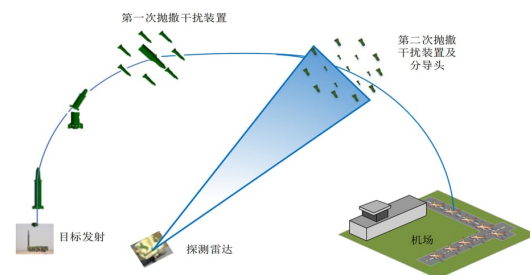 第一次抛撒干扰装置
第二次抛撒
干扰装置及
分导头
目标发射
探测雷达
机场